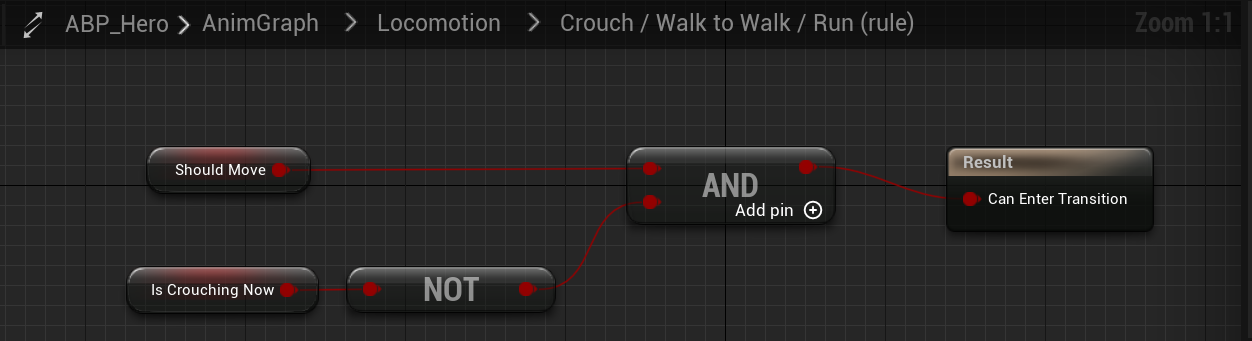 ABP_Hero > AnimGraph > Locomotion > Crouch / Walk to Walk / Run (rule)
Zoom 1:1
Should Move
AND
Add pin
Result
Can Enter Transition
Is Crouching Now
NOT